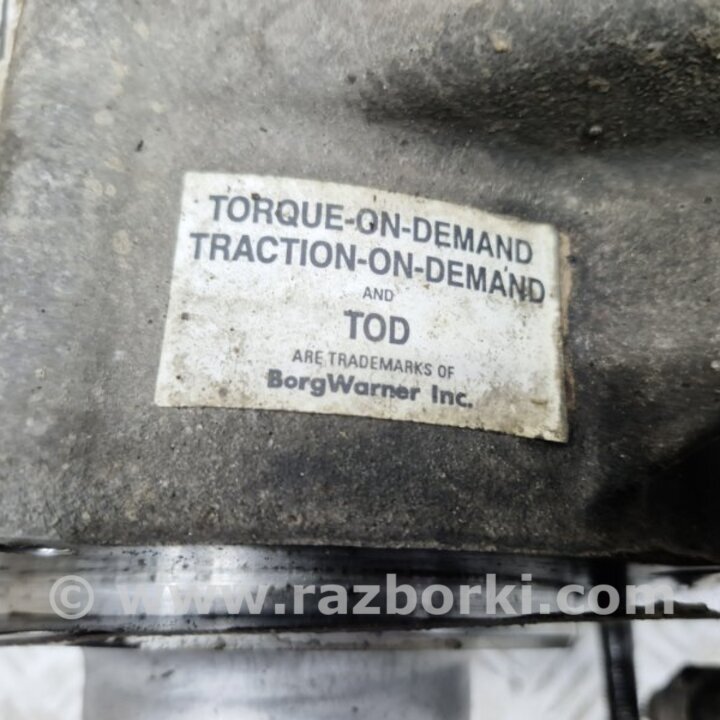 TORQUE-ON-DEMAND
TRACTION-ON-DEMAND
AND
TOD
ARE TRADEMARKS OF
BorgWarner Inc.
© www.razborki.com